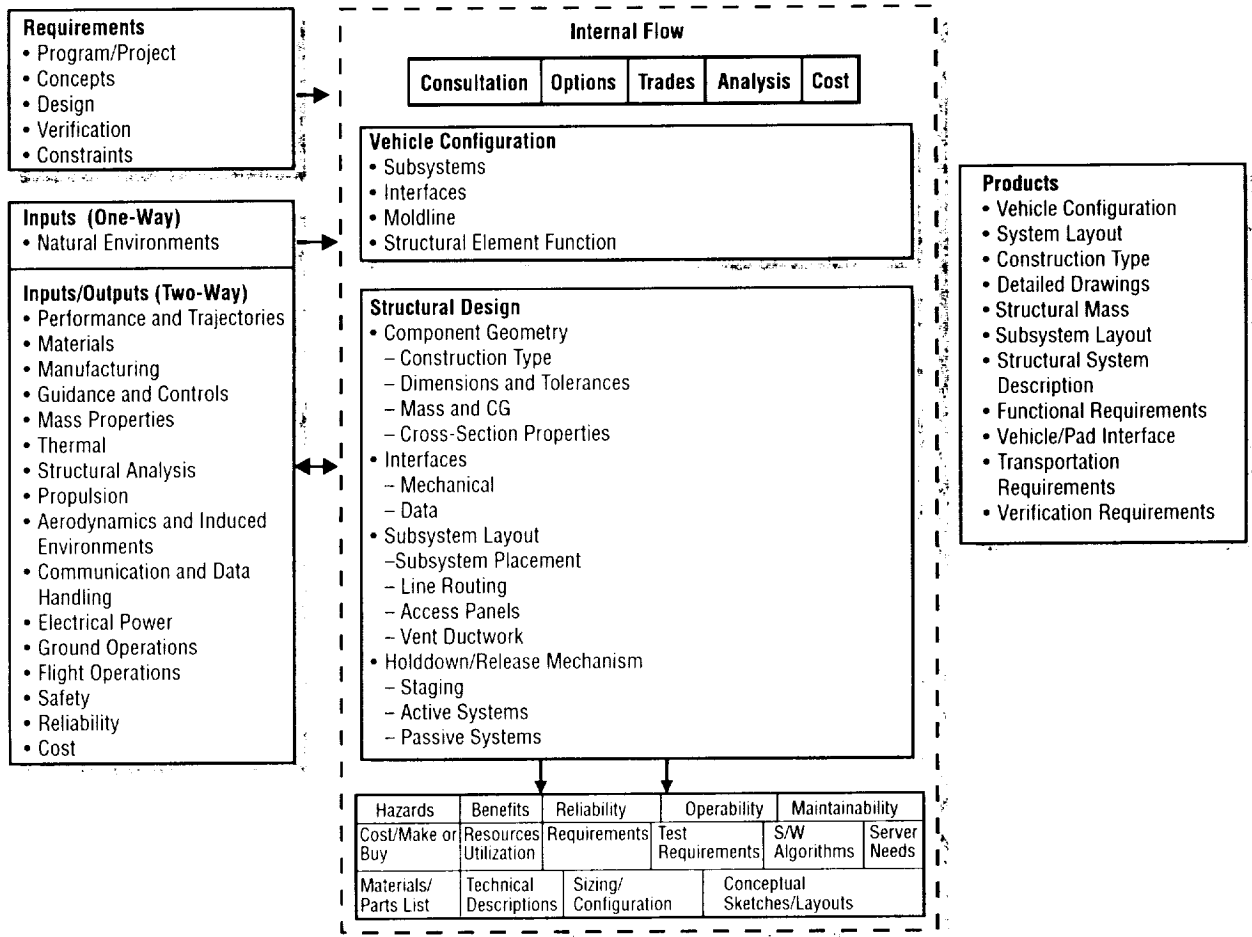 Requirements
• Program/Project
• Concepts
• Design
• Verification
• Constraints
Inputs (One-Way)
• Natural Environments
Inputs/Outputs (Two-Way)
• Performance and Trajectories
• Materials
• Manufacturing
• Guidance and Controls
• Mass Properties
• Thermal
• Structural Analysis
• Propulsion
• Aerodynamics and Induced
Environments
• Communication and Data
Handling
• Electrical Power
• Ground Operations
• Flight Operations
• Safety
• Reliability
• Cost
Internal Flow
Consultation Options Trades Analysis Cost
Vehicle Configuration
• Subsystems
• Interfaces
• Moldline
• Structural Element Function
Structural Design
• Component Geometry
– Construction Type
– Dimensions and Tolerances
– Mass and CG
– Cross-Section Properties
• Interfaces
– Mechanical
– Data
• Subsystem Layout
–Subsystem Placement
– Line Routing
– Access Panels
– Vent Ductwork
• Holddown/Release Mechanism
– Staging
– Active Systems
– Passive Systems
Hazards Benefits Reliability Operability Maintainability
Cost/Make or
Buy
Resources
Utilization
Requirements
Test
Requirements
S/W
Algorithms
Server
Needs
Materials/
Parts List
Technical
Descriptions
Sizing/
Configuration
Conceptual
Sketches/Layouts
Products
• Vehicle Configuration
• System Layout
• Construction Type
• Detailed Drawings
• Structural Mass
• Subsystem Layout
• Structural System
Description
• Functional Requirements
• Vehicle/Pad Interface
• Transportation
Requirements
• Verification Requirements